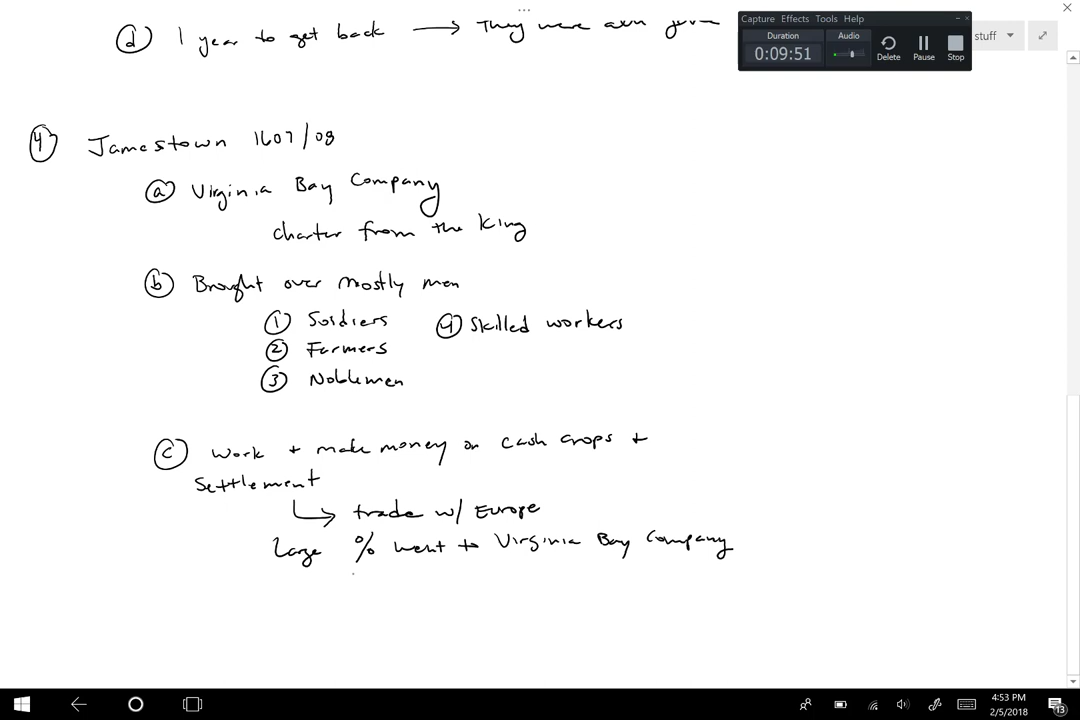 Capture Effects Tools Help
Duration
0:09:51
Audio
Delete
Pause
Stop
stuff
d 1 year to get back → They were own
4 Jamestown 1607/08
a Virginia Bay Company
charter from the King
b Brought over mostly men
1 Soldiers 4 Skilled workers
2 Farmers
3 Noblemen
c Work + make money on cash crops +
Settlement
trade w/ Europe
Large % went to Virginia Bay Company
4:53 PM
2/5/2018
13